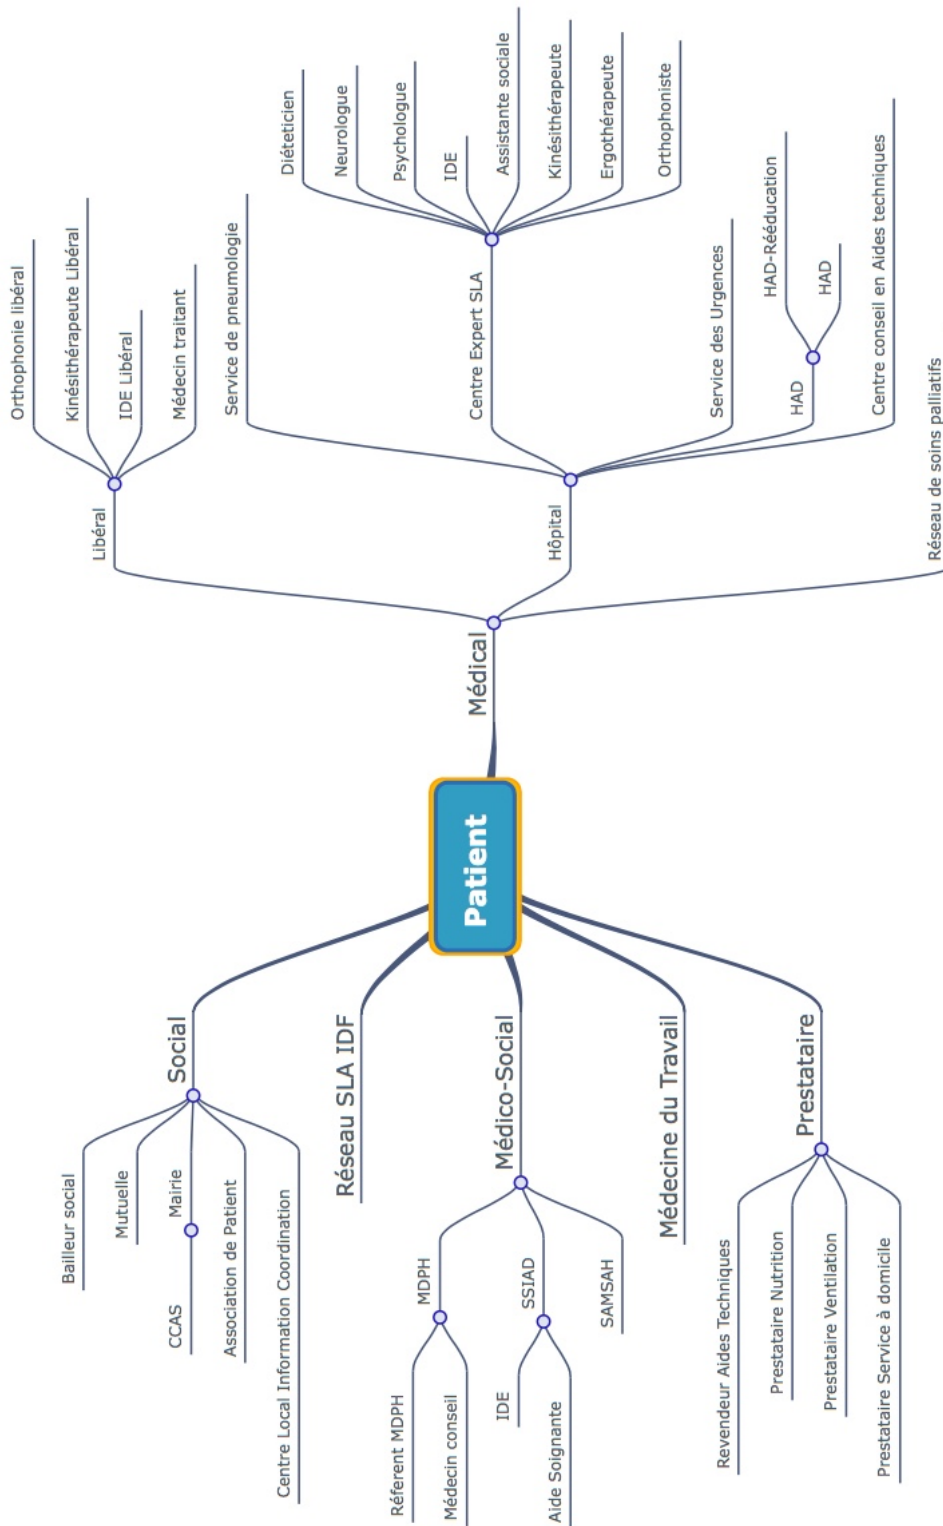 Patient
Médical
Libéral
Orthophonie libéral
Kinésithérapeute Libéral
IDE Libéral
Médecin traitant
Hôpital
Service de pneumologie
Centre Expert SLA
Diéteticien
Neurologue
Psychologue
IDE
Assistante sociale
Kinésithérapeute
Ergothérapeute
Orthophoniste
Service des Urgences
HAD
HAD-Rééducation
HAD
Centre conseil en Aides techniques
Réseau de soins palliatifs
Social
Bailleur social
Mutuelle
Mairie
CCAS
Association de Patient
Centre Local Information Coordination
Réseau SLA IDF
Médico-Social
MDPH
Réferent MDPH
Médecin conseil
SSIAD
IDE
Aide Soignante
SAMSAH
Médecine du Travail
Prestataire
Revendeur Aides Techniques
Prestataire Nutrition
Prestataire Ventilation
Prestataire Service à domicile